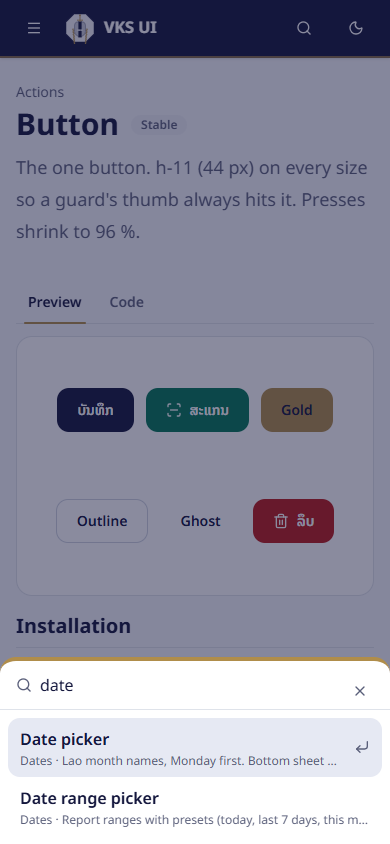 VKS UI
Actions
Button Stable
The one button. h-11 (44 px) on every size
so a guard's thumb always hits it. Presses
shrink to 96 %.
Preview Code
ບັນທຶກ ສະແກນ Gold
Outline Ghost ລຶບ
Installation
date
Date picker
Dates · Lao month names, Monday first. Bottom sheet ...
Date range picker
Dates · Report ranges with presets (today, last 7 days, this m...